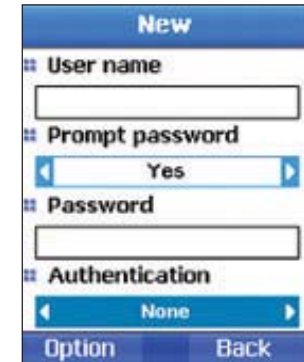 New
User name
Prompt password
Yes
Password
Authentication
None
Option Back